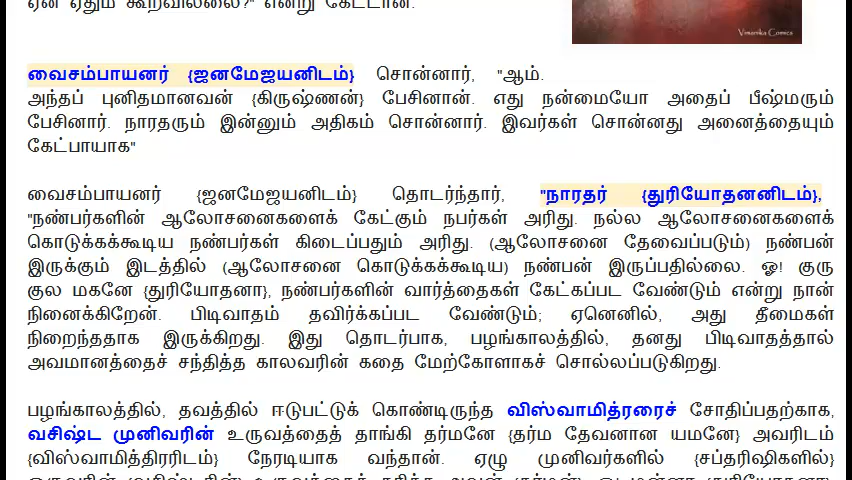 ஏன் ஏதும் கூறவில்லை?" என்று கேட்டான்.
Vimanika Comics
வைசம்பாயனர் {ஜனமேஜயனிடம்} சொன்னார், "ஆம்.
அந்தப் புனிதமானவன் {கிருஷ்ணன்} பேசினான். எது நன்மையோ அதைப் பீஷ்மரும்
பேசினார். நாரதரும் இன்னும் அதிகம் சொன்னார். இவர்கள் சொன்னது அனைத்தையும்
கேட்பாயாக"
வைசம்பாயனர் {ஜனமேஜயனிடம்} தொடர்ந்தார், "நாரதர் {துரியோதனனிடம்},
"நண்பர்களின் ஆலோசனைகளைக் கேட்கும் நபர்கள் அரிது. நல்ல ஆலோசனைகளைக்
கொடுக்கக்கூடிய நண்பர்கள் கிடைப்பதும் அரிது. (ஆலோசனை தேவைப்படும்) நண்பன்
இருக்கும் இடத்தில் (ஆலோசனை கொடுக்கக்கூடிய) நண்பன் இருப்பதில்லை. ஓ! குரு
குல மகனே {துரியோதனா}, நண்பர்களின் வார்த்தைகள் கேட்கப்பட வேண்டும் என்று நான்
நினைக்கிறேன். பிடிவாதம் தவிர்க்கப்பட வேண்டும்; ஏனெனில், அது தீமைகள்
நிறைந்ததாக இருக்கிறது. இது தொடர்பாக, பழங்காலத்தில், தனது பிடிவாதத்தால்
அவமானத்தைச் சந்தித்த காலவரின் கதை மேற்கோளாகச் சொல்லப்படுகிறது.
பழங்காலத்தில், தவத்தில் ஈடுபட்டுக் கொண்டிருந்த விஸ்வாமித்ரரைச் சோதிப்பதற்காக,
வசிஷ்ட முனிவரின் உருவத்தைத் தாங்கி தர்மனே {தர்ம தேவனான யமனே} அவரிடம்
{விஸ்வாமித்திரரிடம்} நேரடியாக வந்தான். ஏழு முனிவர்களில் {சப்தரிஷிகளில்}